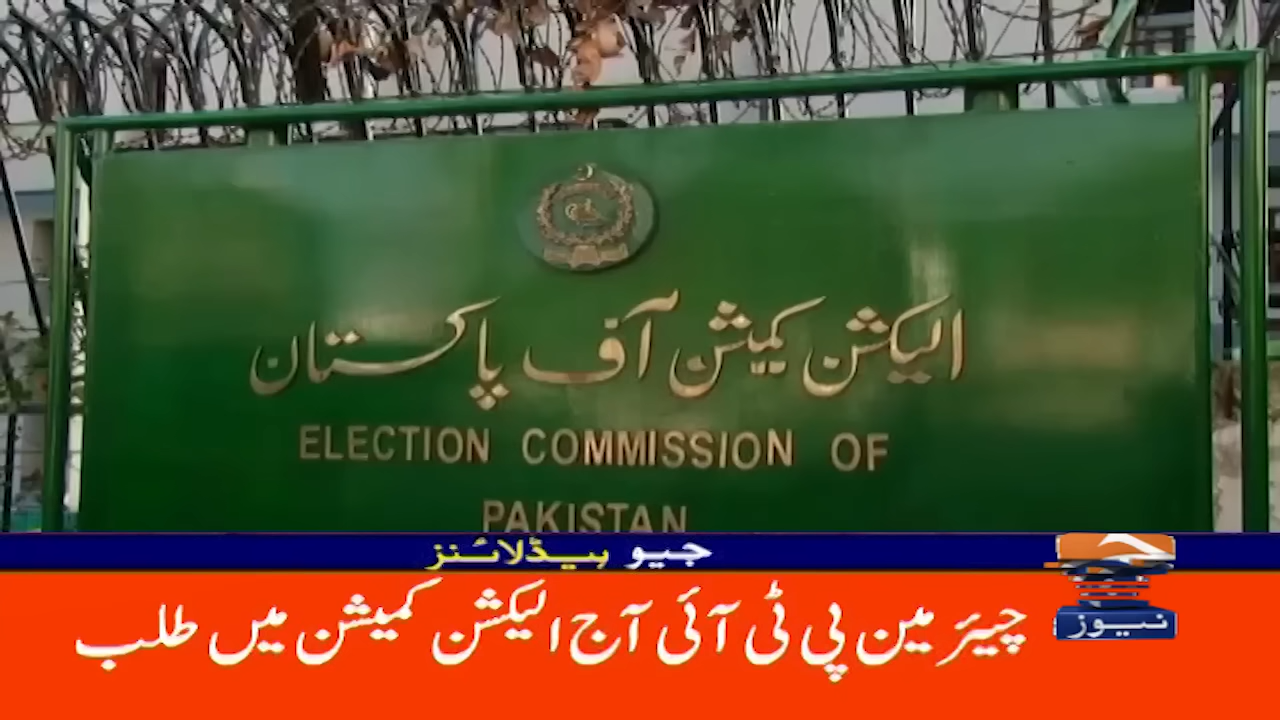 الیکشن کمیشن آف پاکستان
ELECTION COMMISSION OF
PAKISTAN
جیو ہیڈلائنز
چیئرمین پی ٹی آئی آج الیکشن کمیشن میں طلب
نیوز